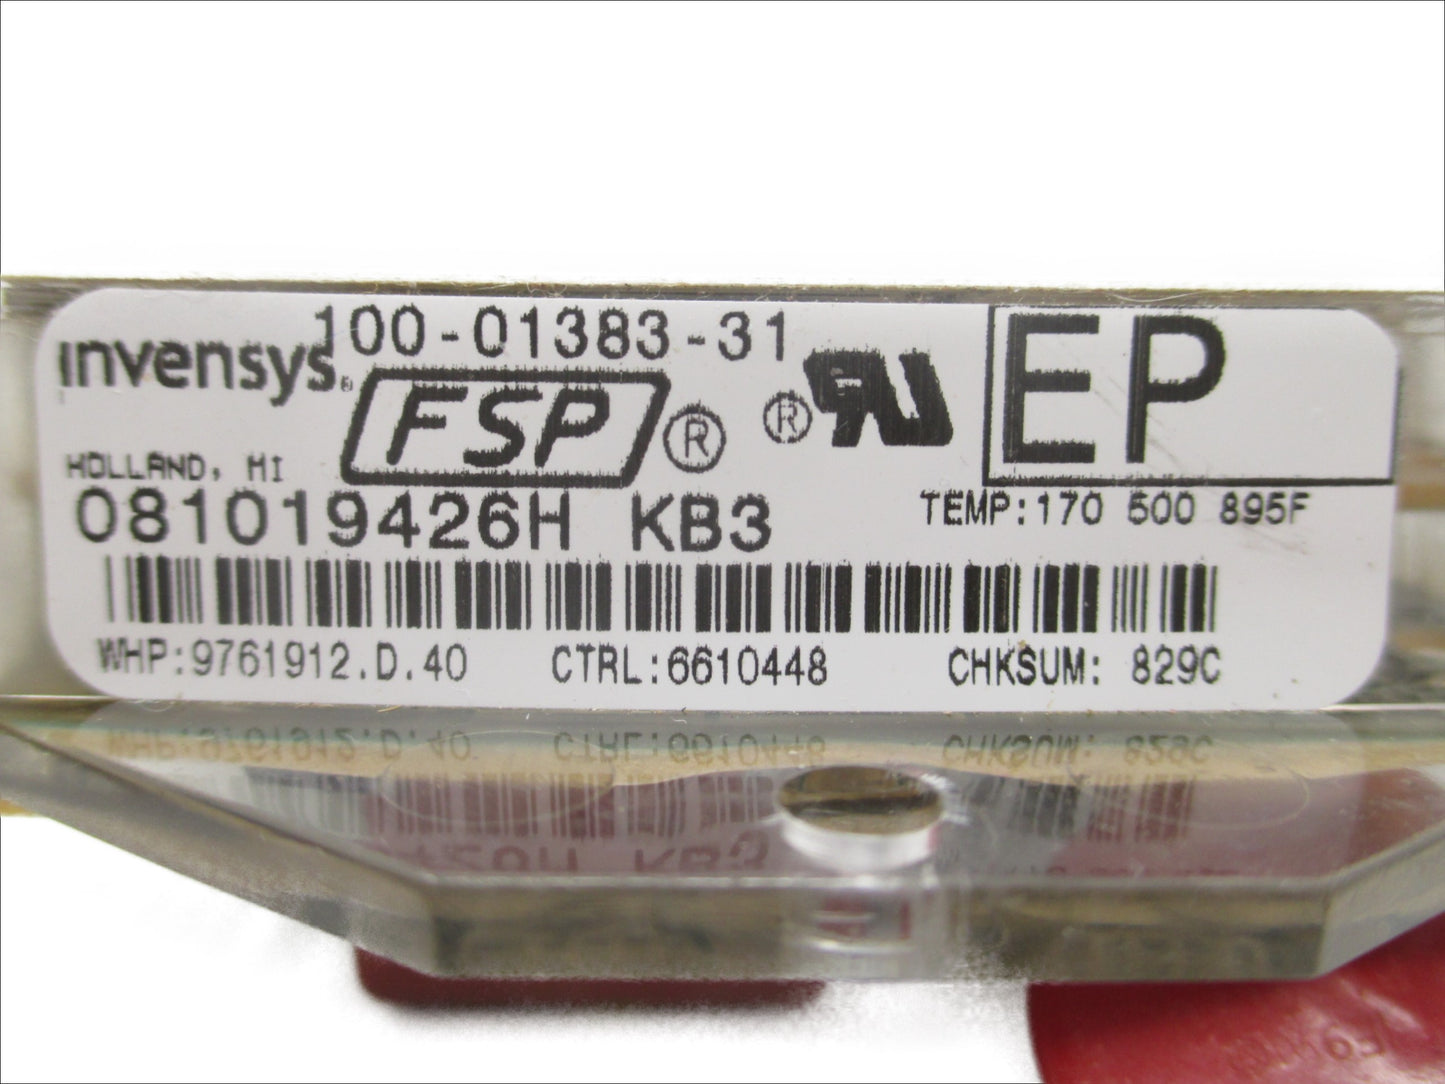 100-01383-31
invensys®
FSP®
®RU
EP
HOLLAND, MI
081019426H KB3
TEMP:170 500 895F
WHP:9761912.D.40 CTRL:6610448 CHKSUM: 829C